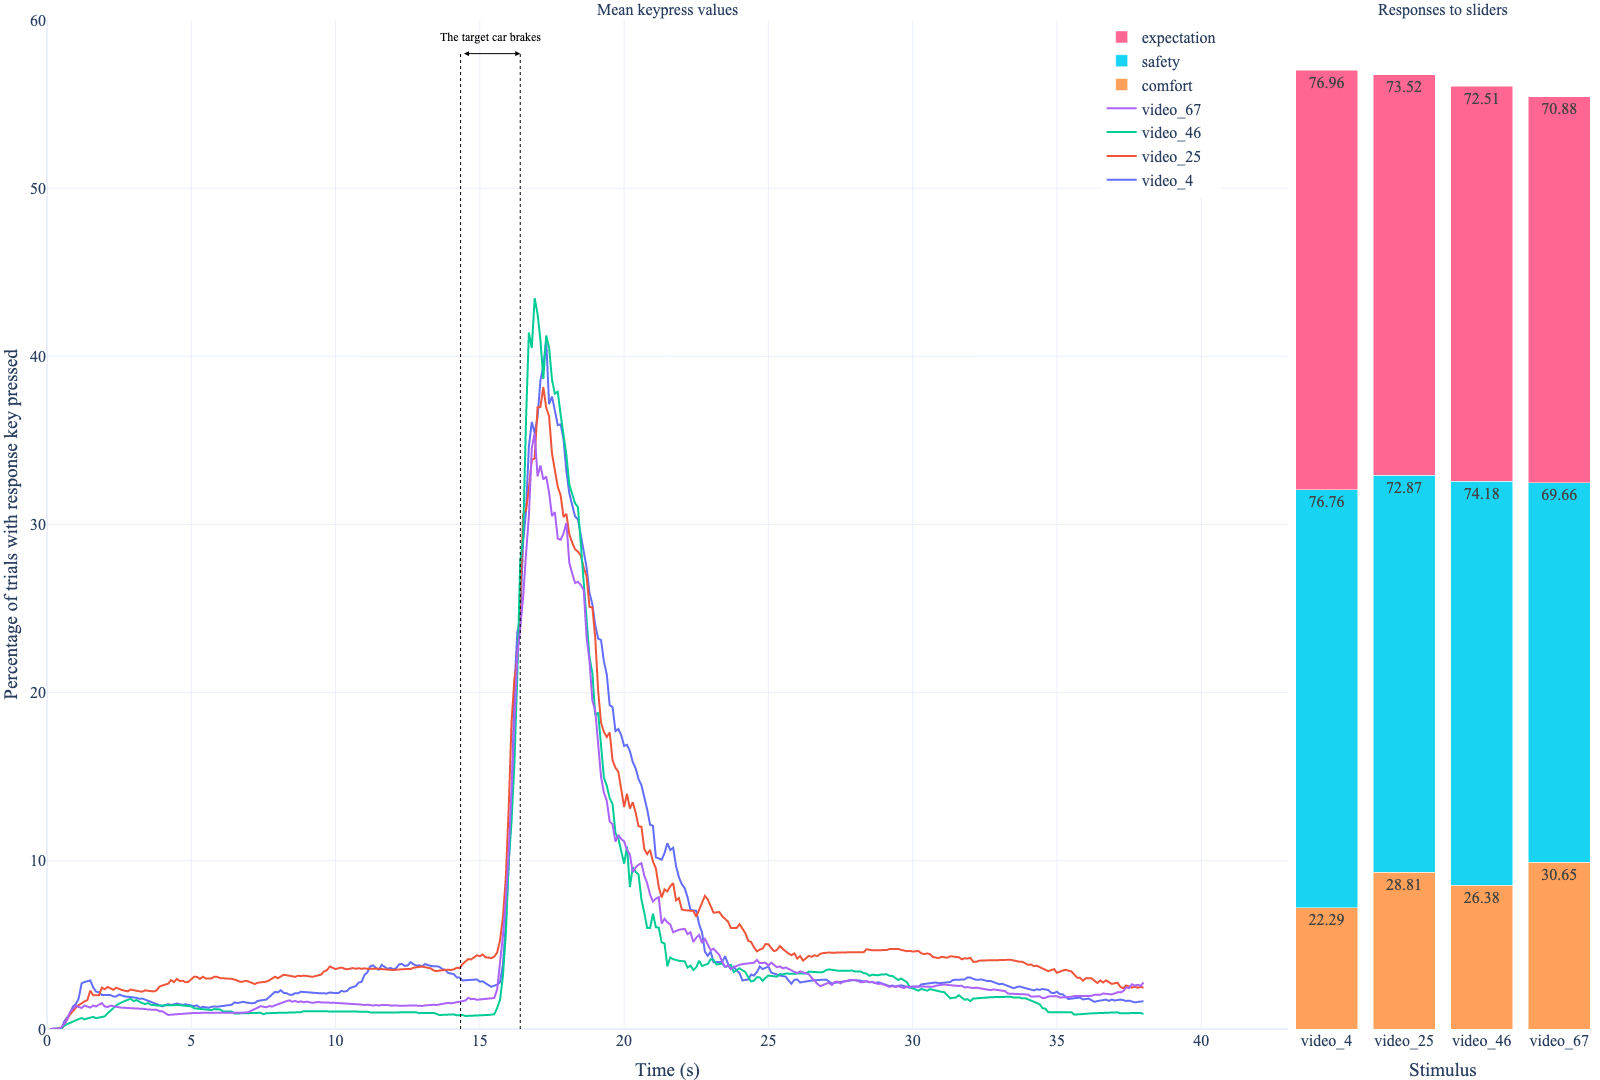 Mean keypress values
Responses to sliders
60
50
40
30
20
10
0
Percentage of trials with response key pressed
The target car brakes
expectation
safety
comfort
video_67
video_46
video_25
video_4
0 5 10 15 20 25 30 35 40
Time (s)
76.96 73.52 72.51 70.88
76.76 72.87 74.18 69.66
22.29 28.81 26.38 30.65
video_4 video_25 video_46 video_67
Stimulus